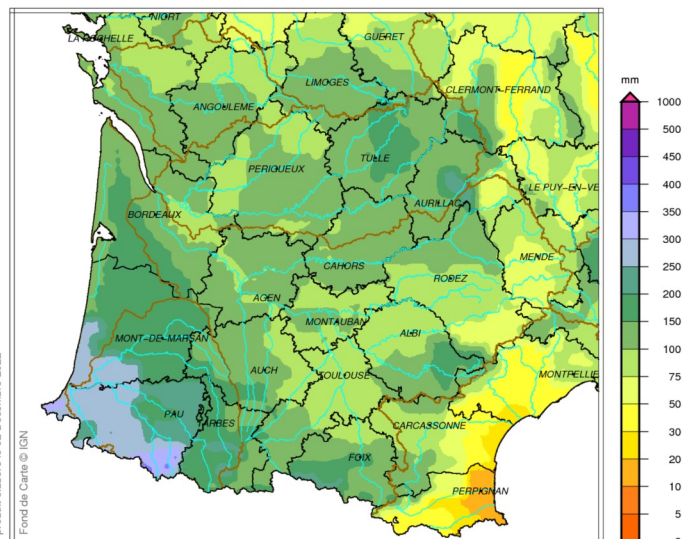 NIORT
LA ROCHELLE
GUERET
LIMOGES
CLERMONT-FERRAND
ANGOULEME
PERIGUEUX
TULLE
AURILLAC
LE PUY-EN-VE
BORDEAUX
CAHORS
MENDE
RODEZ
AGEN
MONTAUBAN
ALBI
MONT-DE-MARSAN
AUCH
TOULOUSE
MONTPELLIE
PAU
TARBES
CARCASSONNE
FOIX
PERPIGNAN
mm
1000
500
450
400
350
300
250
200
150
100
75
50
30
20
10
5
Fond de Carte © IGN